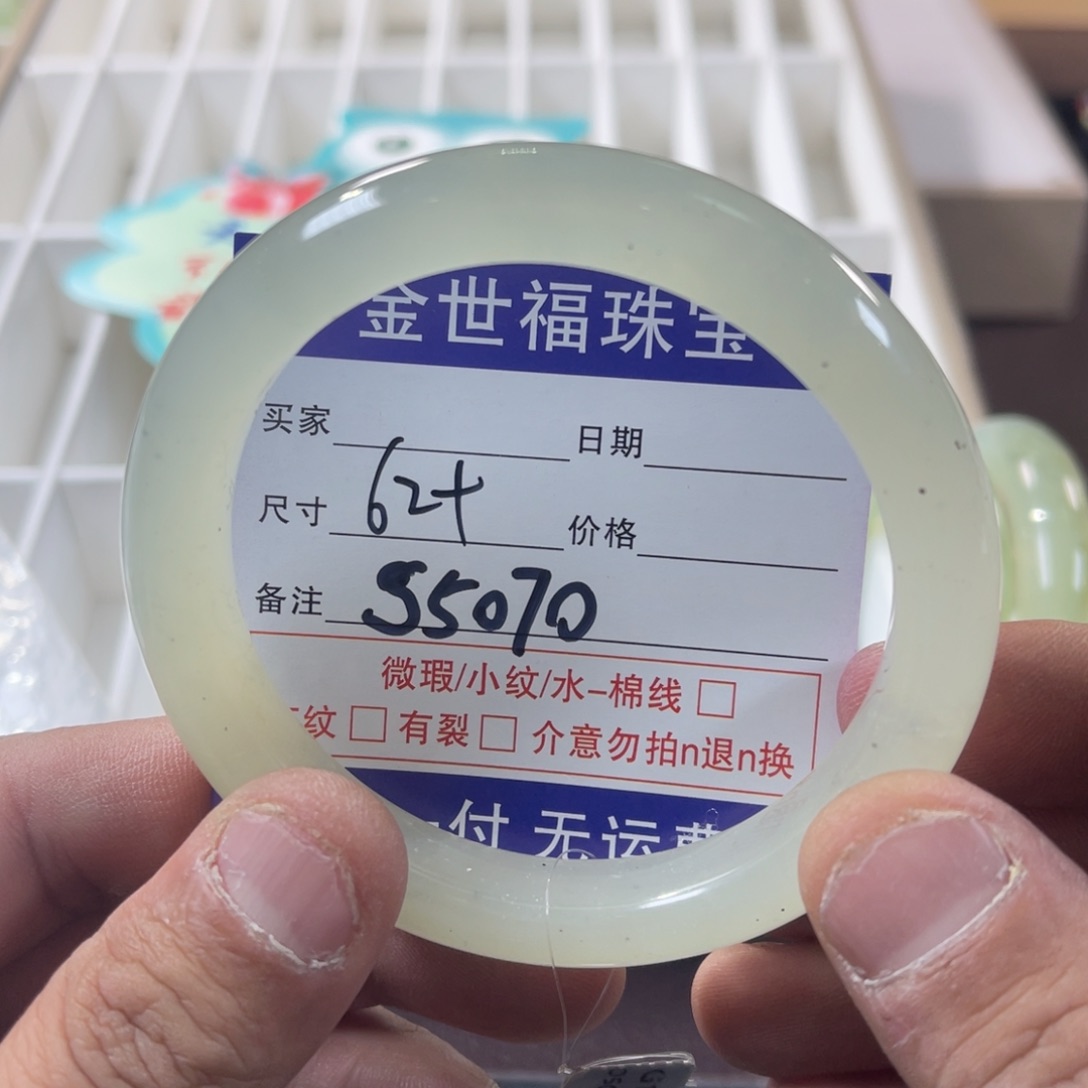 金世福珠宝
买家 日期
尺寸 62+ 价格
备注 S5070
微瑕/小纹/水-棉线 □
纹 □ 有裂 □ 介意勿拍n退n换
付 无运费